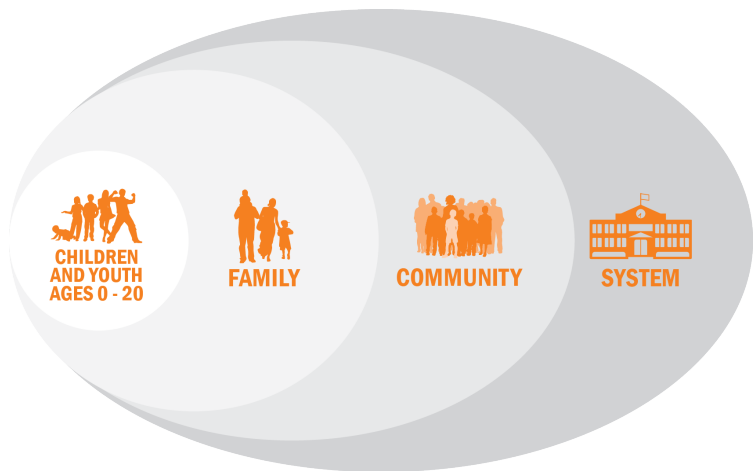 CHILDREN
AND YOUTH
AGES 0 - 20
FAMILY
COMMUNITY
SYSTEM